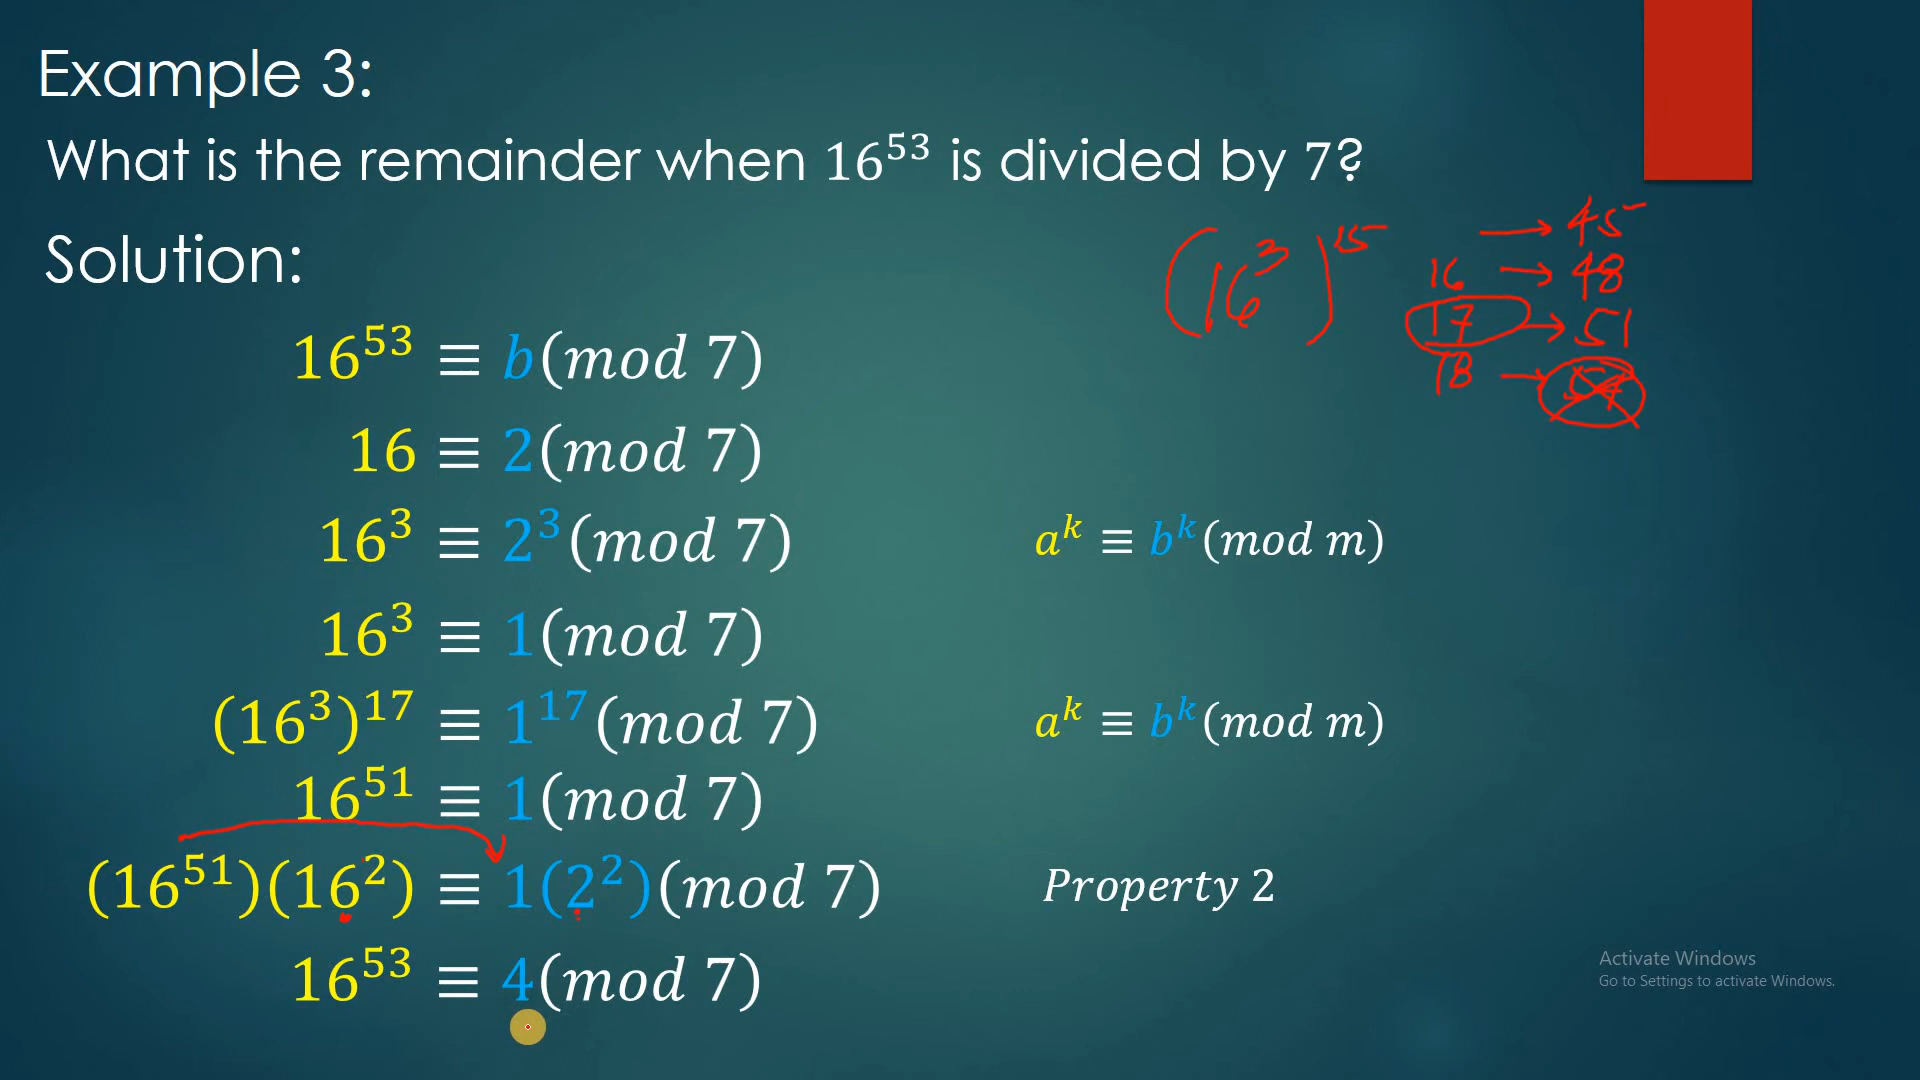 Example 3:
What is the remainder when 16^53 is divided by 7?
Solution:
(16^3)^15
→ 45
16 → 48
17 → 51
18 → 54
16^53 ≡ b(mod 7)
16 ≡ 2(mod 7)
16^3 ≡ 2^3(mod 7)
a^k ≡ b^k(mod m)
16^3 ≡ 1(mod 7)
(16^3)^17 ≡ 1^17(mod 7)
a^k ≡ b^k(mod m)
16^51 ≡ 1(mod 7)
(16^51)(16^2) ≡ 1(2^2)(mod 7)
Property 2
16^53 ≡ 4(mod 7)
Activate Windows
Go to Settings to activate Windows.